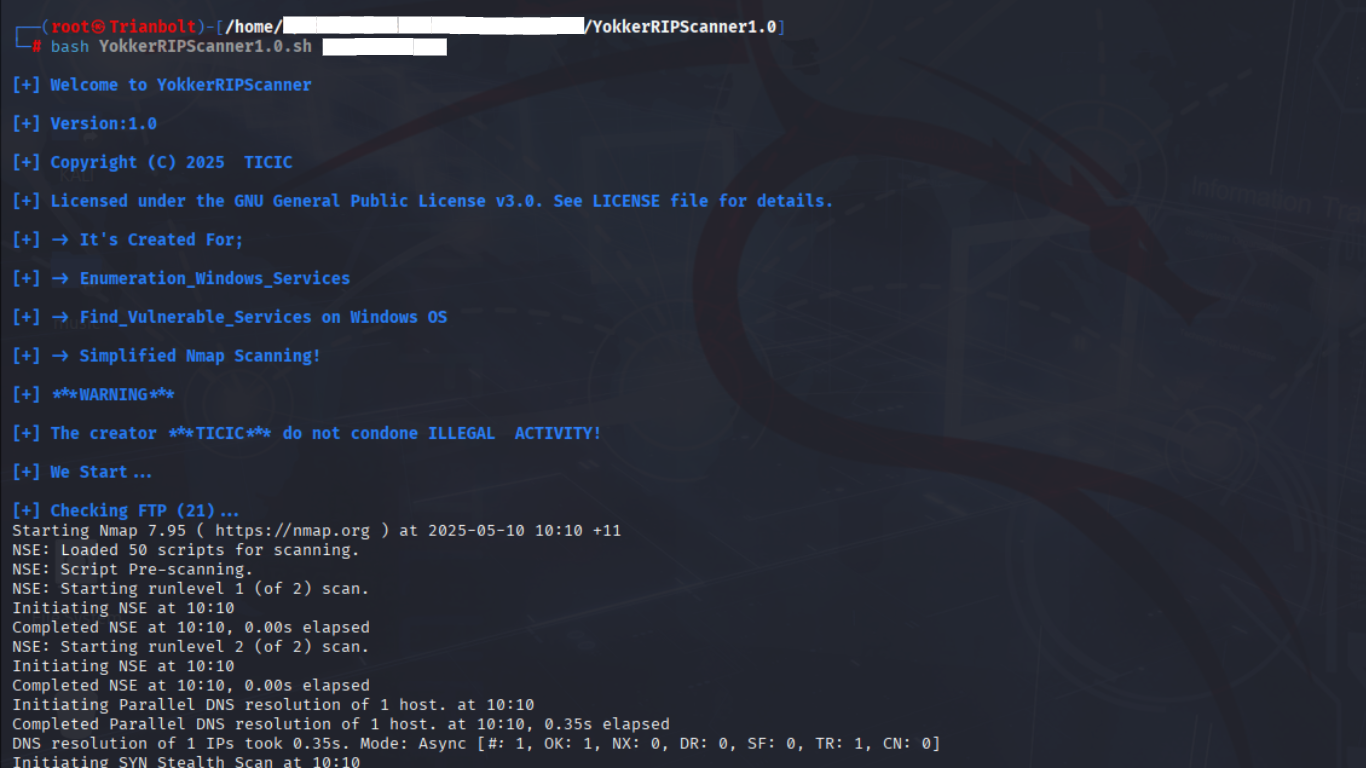 ┌──(root㉿Trianbolt)-[/home/ /YokkerRIPScanner1.0]
└─# bash YokkerRIPScanner1.0.sh
[+] Welcome to YokkerRIPScanner
[+] Version:1.0
[+] Copyright (C) 2025  TICIC
[+] Licensed under the GNU General Public License v3.0. See LICENSE file for details.
[+] → It's Created For;
[+] → Enumeration_Windows_Services
[+] → Find_Vulnerable_Services on Windows OS
[+] → Simplified Nmap Scanning!
[+] ***WARNING***
[+] The creator ***TICIC*** do not condone ILLEGAL  ACTIVITY!
[+] We Start...
[+] Checking FTP (21)...
Starting Nmap 7.95 ( https://nmap.org ) at 2025-05-10 10:10 +11
NSE: Loaded 50 scripts for scanning.
NSE: Script Pre-scanning.
NSE: Starting runlevel 1 (of 2) scan.
Initiating NSE at 10:10
Completed NSE at 10:10, 0.00s elapsed
NSE: Starting runlevel 2 (of 2) scan.
Initiating NSE at 10:10
Completed NSE at 10:10, 0.00s elapsed
Initiating Parallel DNS resolution of 1 host. at 10:10
Completed Parallel DNS resolution of 1 host. at 10:10, 0.35s elapsed
DNS resolution of 1 IPs took 0.35s. Mode: Async [#: 1, OK: 1, NX: 0, DR: 0, SF: 0, TR: 1, CN: 0]
Initiating SYN Stealth Scan at 10:10
Information Tra